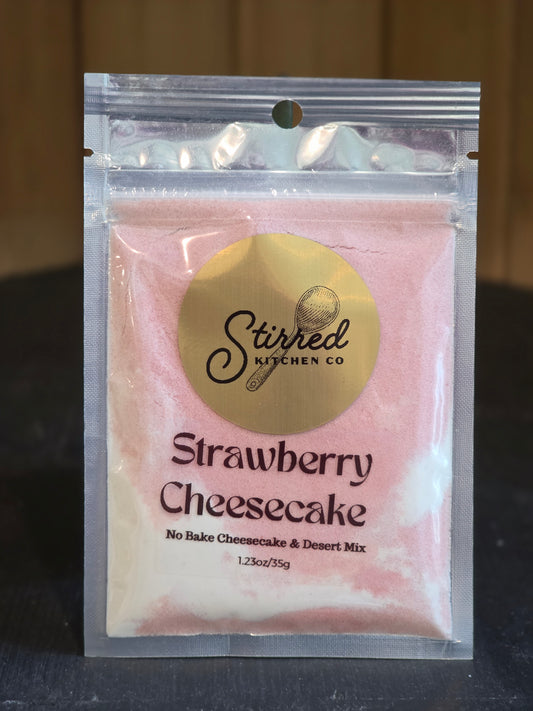 Stirred
KITCHEN CO
Strawberry
Cheesecake
No Bake Cheesecake & Desert Mix
1.23oz/35g